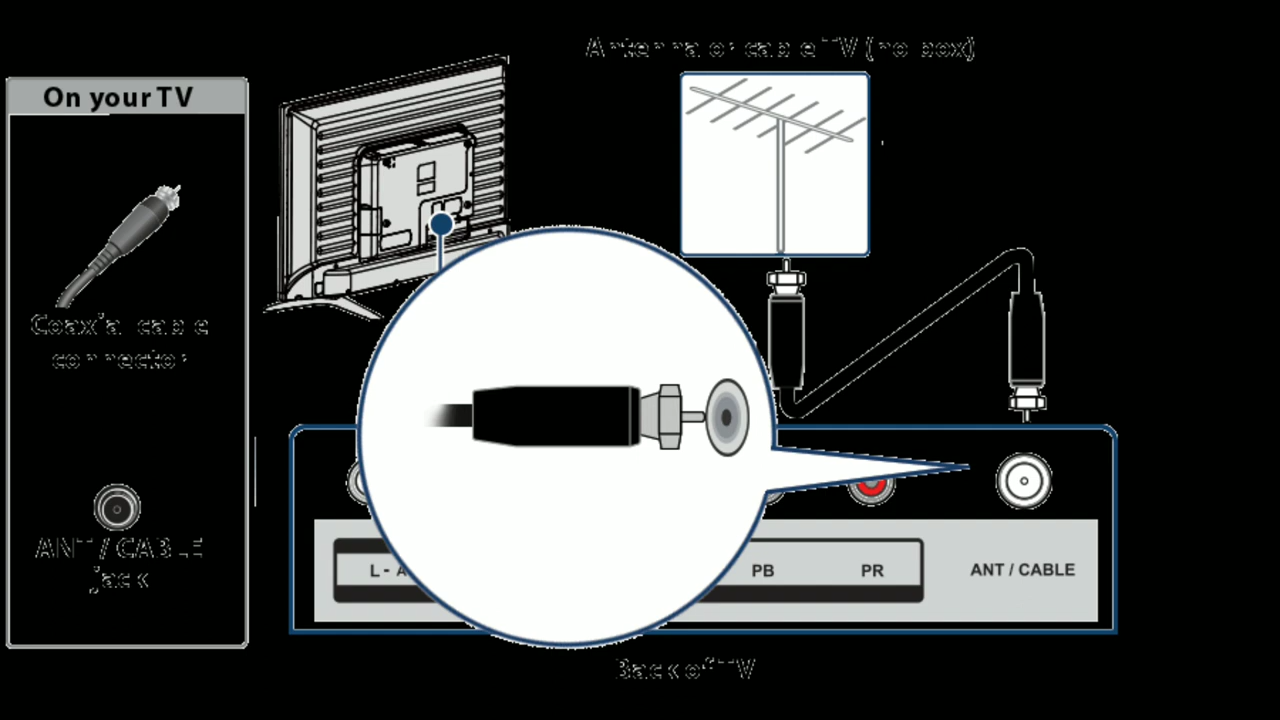 Antenna or cable TV (no box)
On your TV
Coaxial cable
connector
ANT / CABLE
jack
L - A
PB
PR
ANT / CABLE
Back of TV